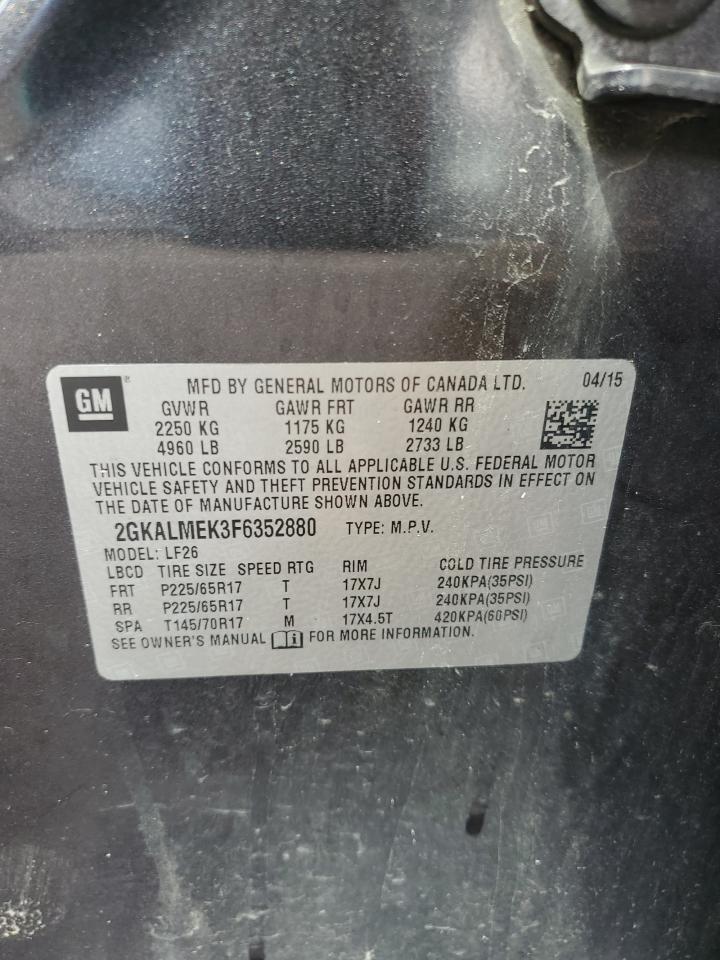 GM ® MFD BY GENERAL MOTORS OF CANADA LTD. 04/15
GVWR GAWR FRT GAWR RR
2250 KG 1175 KG 1240 KG
4960 LB 2590 LB 2733 LB
THIS VEHICLE CONFORMS TO ALL APPLICABLE U.S. FEDERAL MOTOR
VEHICLE SAFETY AND THEFT PREVENTION STANDARDS IN EFFECT ON
THE DATE OF MANUFACTURE SHOWN ABOVE.
2GKALMEK3F6352880 TYPE: M.P.V.
MODEL: LF26
LBCD TIRE SIZE SPEED RTG RIM COLD TIRE PRESSURE
FRT P225/65R17 T 17X7J 240KPA(35PSI)
RR P225/65R17 T 17X7J 240KPA(35PSI)
SPA T145/70R17 M 17X4.5T 420KPA(60PSI)
SEE OWNER'S MANUAL FOR MORE INFORMATION.